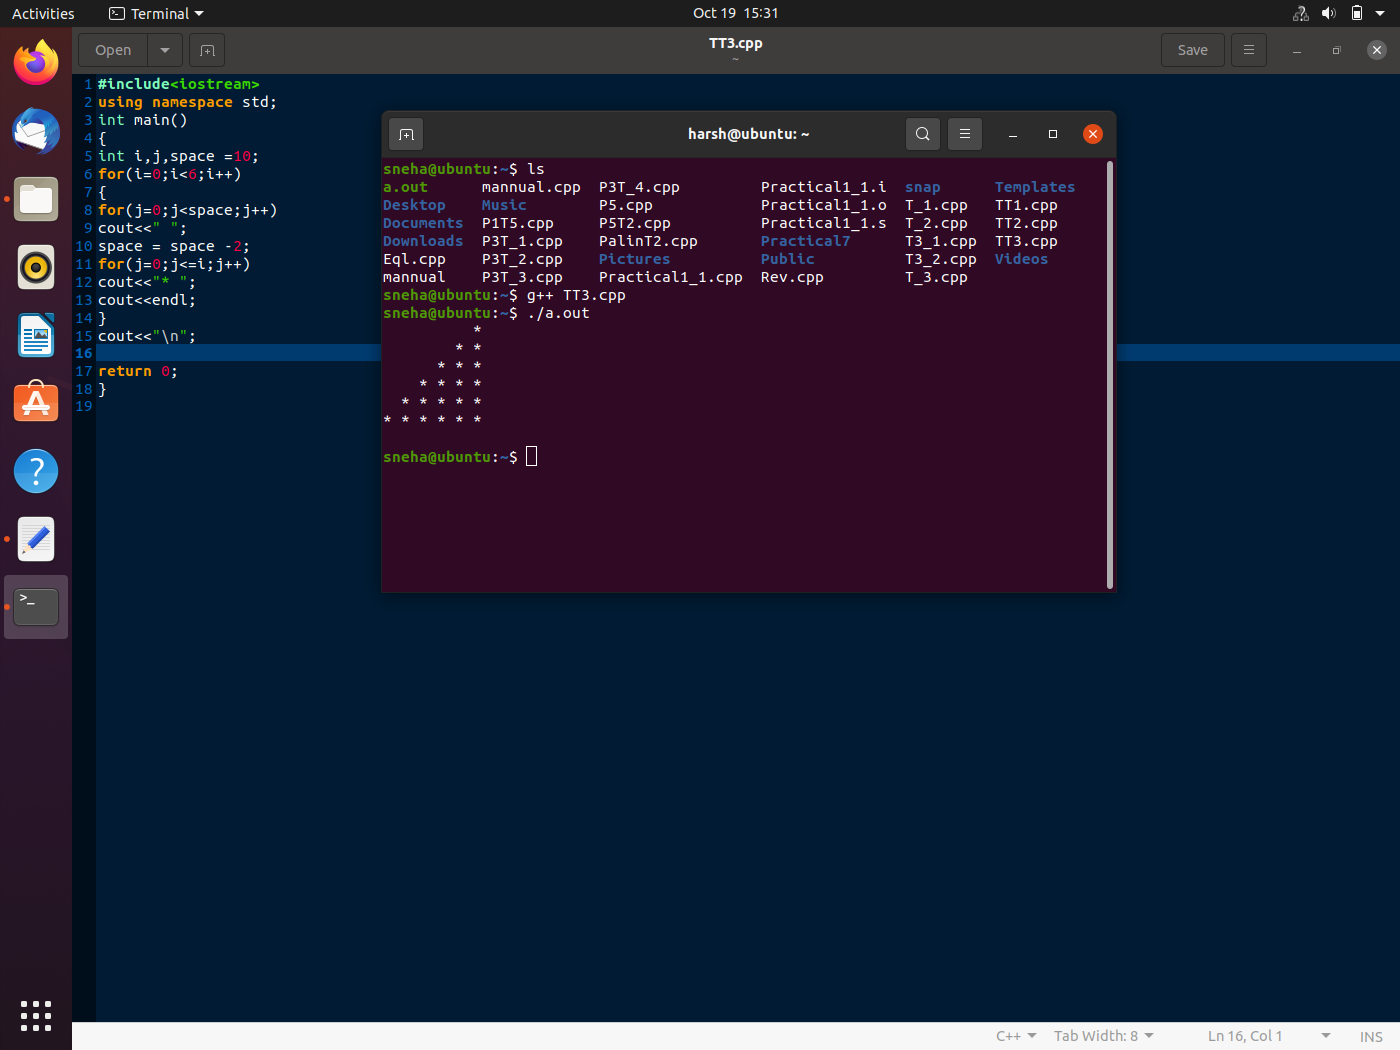 Activities Terminal Oct 19 15:31
Open TT3.cpp Save
~
1 #include<iostream>
2 using namespace std;
3 int main()
4 {
5 int i,j,space =10;
6 for(i=0;i<6;i++)
7 {
8 for(j=0;j<space;j++)
9 cout<<" ";
10 space = space -2;
11 for(j=0;j<=i;j++)
12 cout<<"* ";
13 cout<<endl;
14 }
15 cout<<"\n";
16
17 return 0;
18 }
19
harsh@ubuntu: ~
sneha@ubuntu:~$ ls
a.out mannual.cpp P3T_4.cpp Practical1_1.i snap Templates
Desktop Music P5.cpp Practical1_1.o T_1.cpp TT1.cpp
Documents P1T5.cpp P5T2.cpp Practical1_1.s T_2.cpp TT2.cpp
Downloads P3T_1.cpp PalinT2.cpp Practical7 T3_1.cpp TT3.cpp
Eql.cpp P3T_2.cpp Pictures Public T3_2.cpp Videos
mannual P3T_3.cpp Practical1_1.cpp Rev.cpp T_3.cpp
sneha@ubuntu:~$ g++ TT3.cpp
sneha@ubuntu:~$ ./a.out
          *
        * *
      * * *
    * * * *
  * * * * *
* * * * * *
sneha@ubuntu:~$
>_
C++ Tab Width: 8 Ln 16, Col 1 INS